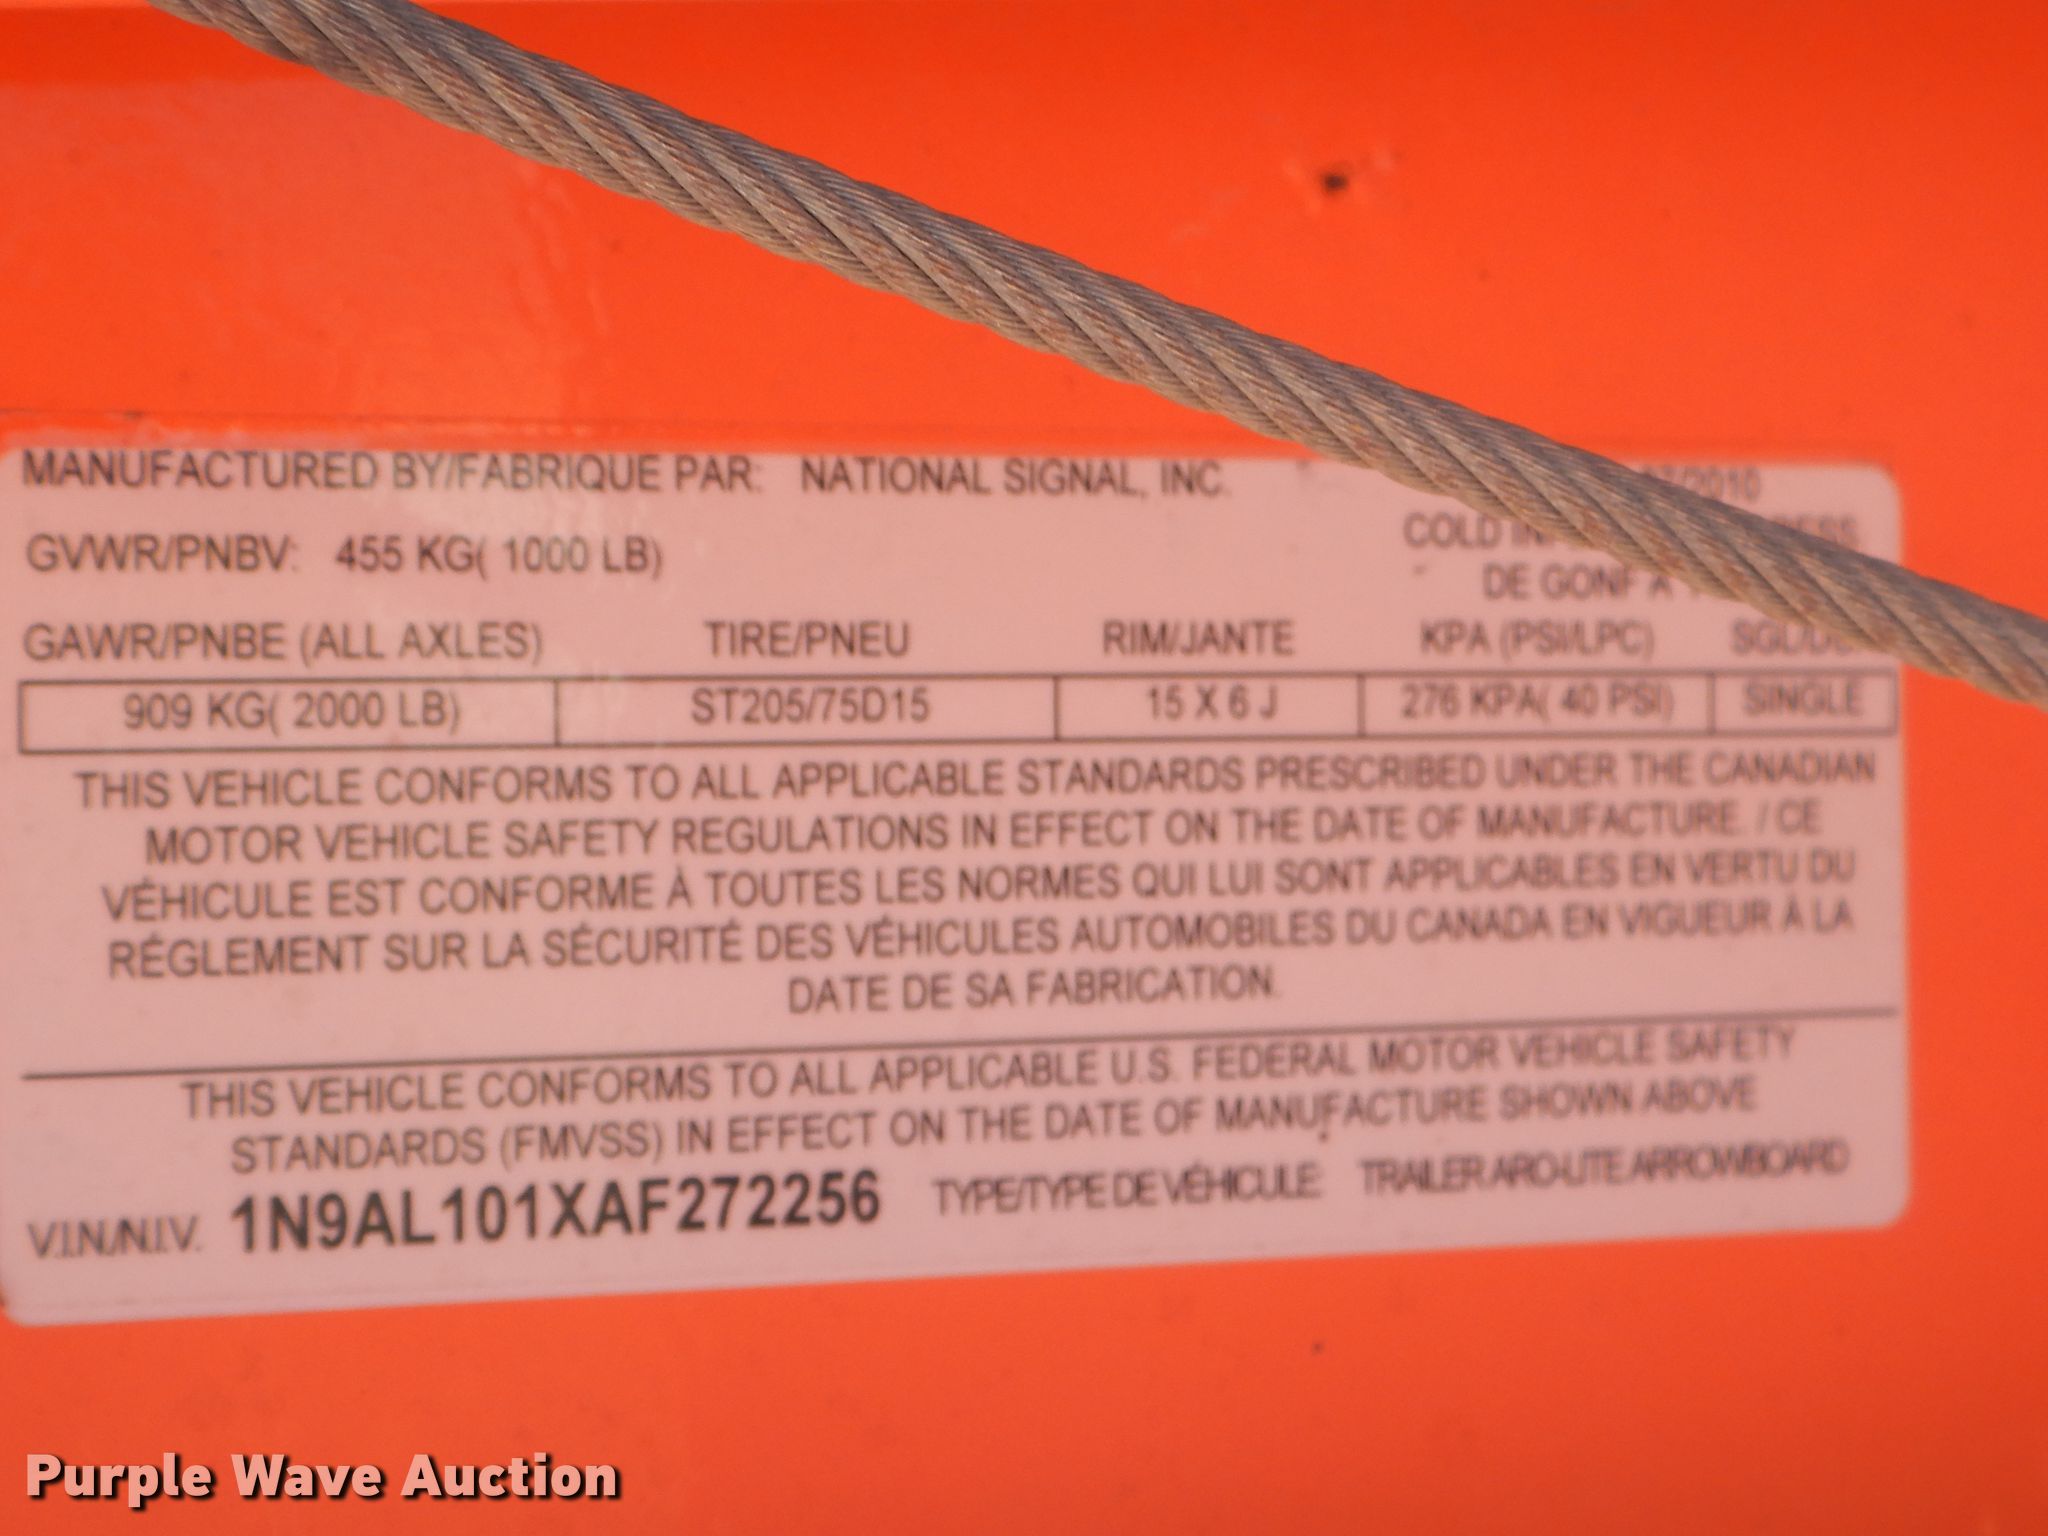 MANUFACTURED BY/FABRIQUE PAR: NATIONAL SIGNAL, INC. 07/2010
GVWR/PNBV: 455 KG( 1000 LB) COLD
DE GONF A
GAWR/PNBE (ALL AXLES) TIRE/PNEU RIM/JANTE KPA (PSI/LPC)
909 KG( 2000 LB) ST205/75D15 15 X 6 J 276 KPA( 40 PSI) SINGLE
THIS VEHICLE CONFORMS TO ALL APPLICABLE STANDARDS PRESCRIBED UNDER THE CANADIAN
MOTOR VEHICLE SAFETY REGULATIONS IN EFFECT ON THE DATE OF MANUFACTURE. / CE
VÉHICULE EST CONFORME À TOUTES LES NORMES QUI LUI SONT APPLICABLES EN VERTU DU
RÉGLEMENT SUR LA SÉCURITÉ DES VÉHICULES AUTOMOBILES DU CANADA EN VIGUEUR À LA
DATE DE SA FABRICATION.
THIS VEHICLE CONFORMS TO ALL APPLICABLE U.S. FEDERAL MOTOR VEHICLE SAFETY
STANDARDS (FMVSS) IN EFFECT ON THE DATE OF MANUFACTURE SHOWN ABOVE
V.I.N./N.I.V. 1N9AL101XAF272256 TYPE/TYPE DE VÉHICULE: TRAILER ARO-LITE ARROWBOARD
Purple Wave Auction